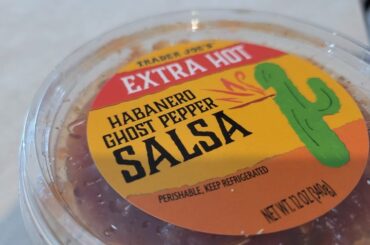 TRADER JOE'S
EXTRA HOT
HABANERO
GHOST PEPPER
SALSA
PERISHABLE, KEEP REFRIGERATED
NET WT. 12 OZ (340g)